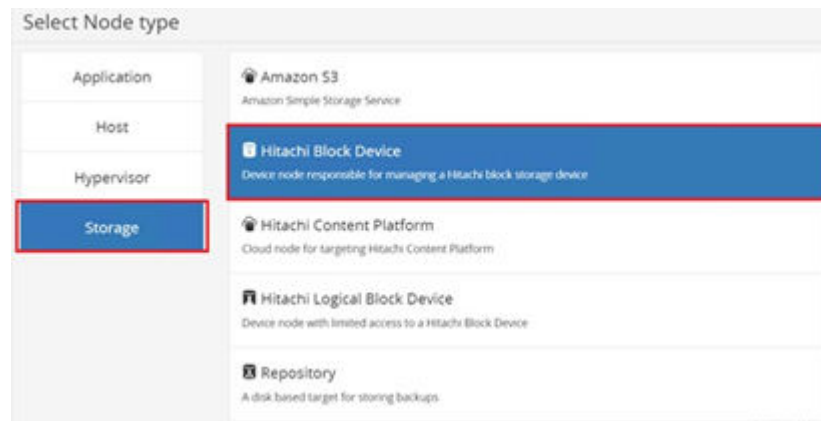 Select Node type
Application
Host
Hypervisor
Storage
Amazon S3
Amazon Simple Storage Service
Hitachi Block Device
Device node responsible for managing a Hitachi block storage device
Hitachi Content Platform
Cloud node for targeting Hitachi Content Platform
Hitachi Logical Block Device
Device node with limited access to a Hitachi Block Device
Repository
A disk based target for storing backups